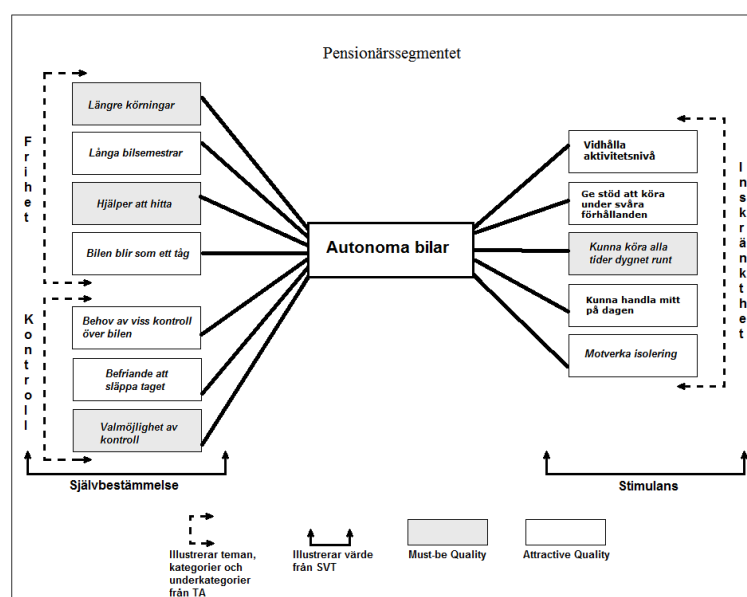 Pensionärssegmentet
Frihet
Längre körningar
Långa bilsemestrar
Hjälper att hitta
Bilen blir som ett tåg
Kontroll
Behov av viss kontroll
över bilen
Befriande att
släppa taget
Valmöjlighet av
kontroll
Självbestämmelse
Autonoma bilar
Vidhålla
aktivitetsnivå
Ge stöd att köra
under svåra
förhållanden
Kunna köra alla
tider dygnet runt
Kunna handla mitt
på dagen
Motverka isolering
Inskränkthet
Stimulans
Illustrerar teman,
kategorier och
underkategorier
från TA
Illustrerar värde
från SVT
Must-be Quality
Attractive Quality